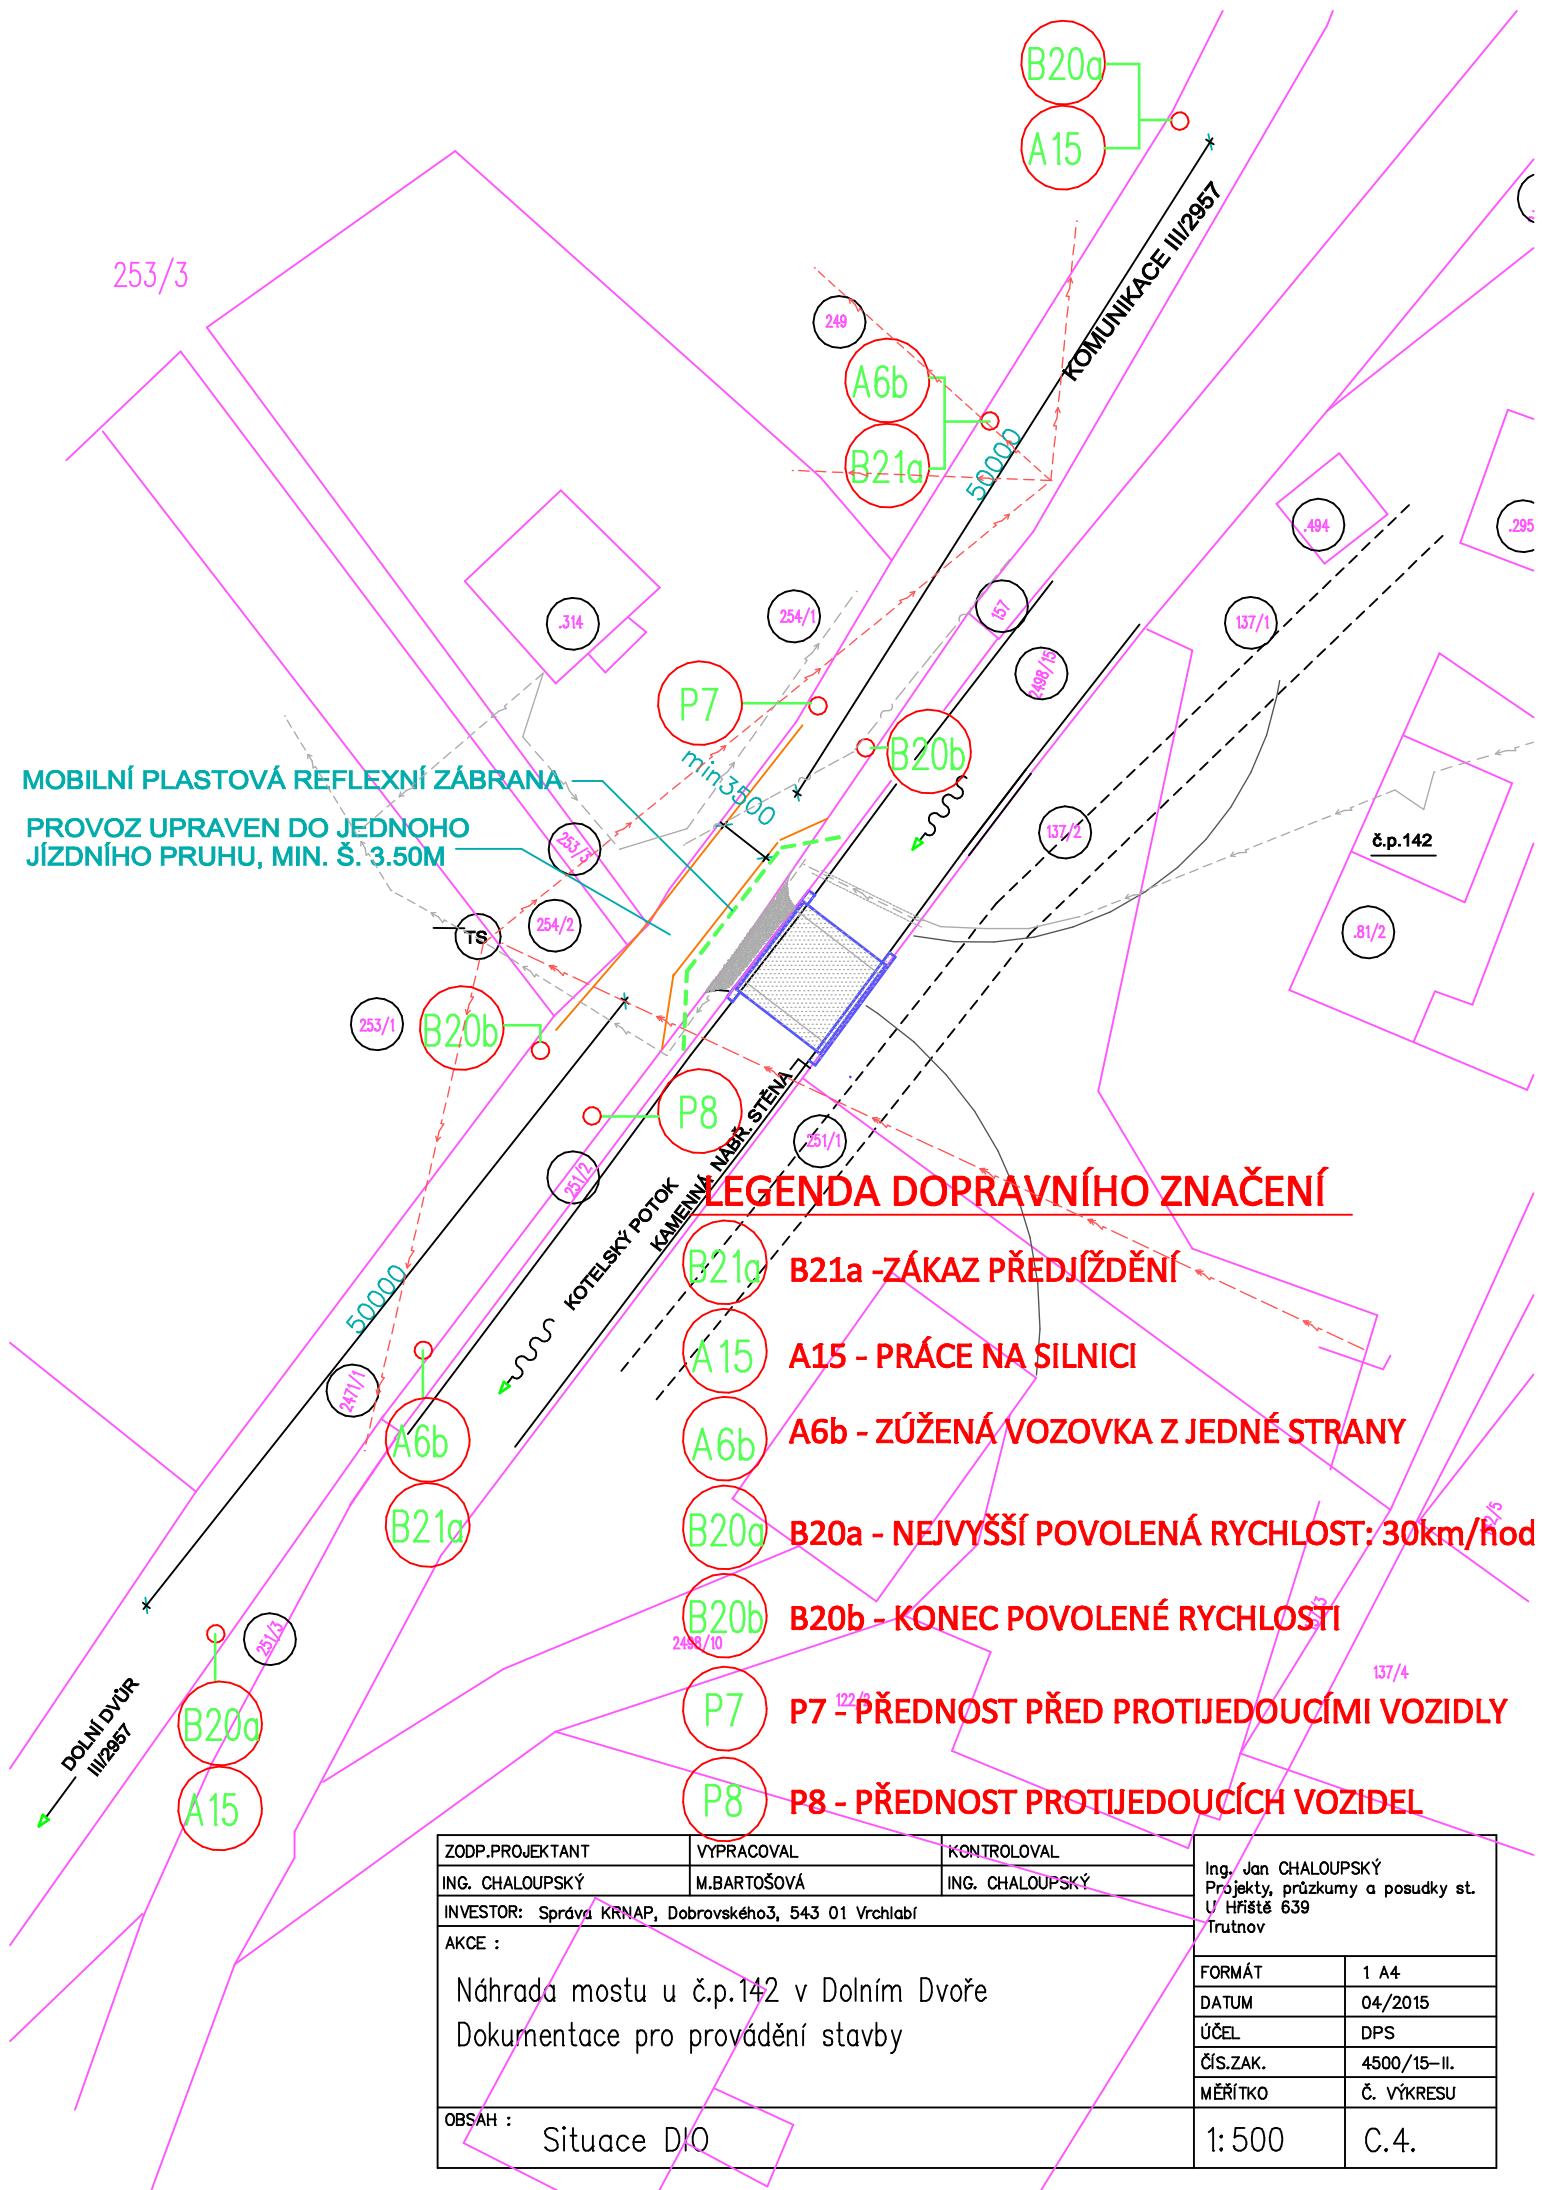 B20a
A15
KOMUNIKACE III/2957
253/3
249
A6b
B21a
50000
.494
.295
.314
254/1
157
137/1
2498/15
P7
B20b
min.3500
MOBILNÍ PLASTOVÁ REFLEXNÍ ZÁBRANA
PROVOZ UPRAVEN DO JEDNOHO
JÍZDNÍHO PRUHU, MIN. Š. 3.50M
253/3
137/2
č.p.142
254/2
TS
.81/2
253/1
B20b
P8
251/1
251/2
KOTELSKÝ POTOK
KAMENNÁ NÁBŘ. STĚNA
50000
2471/1
A6b
B21a
251/3
DOLNÍ DVŮR
III/2957
B20a
A15
LEGENDA DOPRAVNÍHO ZNAČENÍ
B21a B21a -ZÁKAZ PŘEDJÍŽDĚNÍ
A15 A15 - PRÁCE NA SILNICI
A6b A6b - ZÚŽENÁ VOZOVKA Z JEDNÉ STRANY
B20a B20a - NEJVYŠŠÍ POVOLENÁ RYCHLOST: 30km/hod
B20b B20b - KONEC POVOLENÉ RYCHLOSTI
2498/10
137/4
P7 P7 - PŘEDNOST PŘED PROTIJEDOUCÍMI VOZIDLY
P8 P8 - PŘEDNOST PROTIJEDOUCÍCH VOZIDEL
ZODP.PROJEKTANT VYPRACOVAL KONTROLOVAL
ING. CHALOUPSKÝ M.BARTOŠOVÁ ING. CHALOUPSKÝ
Ing. Jan CHALOUPSKÝ
Projekty, průzkumy a posudky st.
U Hřiště 639
Trutnov
INVESTOR: Správa KRNAP, Dobrovského3, 543 01 Vrchlabí
AKCE :
Náhrada mostu u č.p.142 v Dolním Dvoře
Dokumentace pro provádění stavby
FORMÁT 1 A4
DATUM 04/2015
ÚČEL DPS
ČÍS.ZAK. 4500/15-II.
MĚŘÍTKO Č. VÝKRESU
1:500 C.4.
OBSAH :
Situace DIO